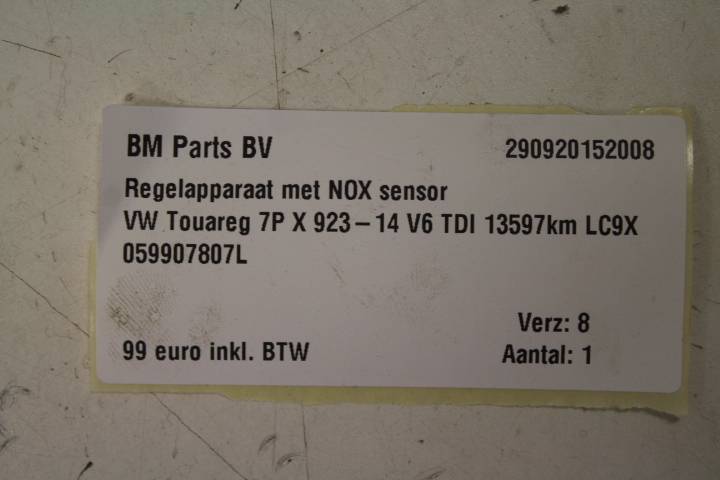 BM Parts BV 290920152008
Regelapparaat met NOX sensor
VW Touareg 7P X 923-14 V6 TDI 13597km LC9X
059907807L
Verz: 8
99 euro inkl. BTW Aantal: 1